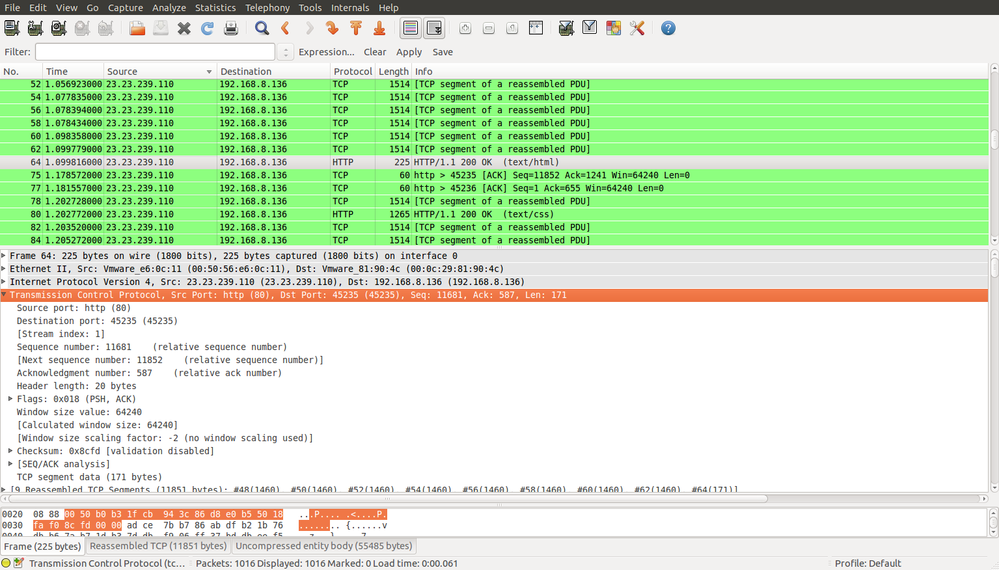 File Edit View Go Capture Analyze Statistics Telephony Tools Internals Help
Filter: Expression... Clear Apply Save
No. Time Source Destination Protocol Length Info
52 1.056923000 23.23.239.110 192.168.8.136 TCP 1514 [TCP segment of a reassembled PDU]
54 1.077835000 23.23.239.110 192.168.8.136 TCP 1514 [TCP segment of a reassembled PDU]
56 1.078394000 23.23.239.110 192.168.8.136 TCP 1514 [TCP segment of a reassembled PDU]
58 1.078434000 23.23.239.110 192.168.8.136 TCP 1514 [TCP segment of a reassembled PDU]
60 1.098358000 23.23.239.110 192.168.8.136 TCP 1514 [TCP segment of a reassembled PDU]
62 1.099779000 23.23.239.110 192.168.8.136 TCP 1514 [TCP segment of a reassembled PDU]
64 1.099816000 23.23.239.110 192.168.8.136 HTTP 225 HTTP/1.1 200 OK (text/html)
75 1.178572000 23.23.239.110 192.168.8.136 TCP 60 http > 45235 [ACK] Seq=11852 Ack=1241 Win=64240 Len=0
77 1.181557000 23.23.239.110 192.168.8.136 TCP 60 http > 45236 [ACK] Seq=1 Ack=655 Win=64240 Len=0
78 1.202728000 23.23.239.110 192.168.8.136 TCP 1514 [TCP segment of a reassembled PDU]
80 1.202772000 23.23.239.110 192.168.8.136 HTTP 1265 HTTP/1.1 200 OK (text/css)
82 1.203520000 23.23.239.110 192.168.8.136 TCP 1514 [TCP segment of a reassembled PDU]
84 1.205272000 23.23.239.110 192.168.8.136 TCP 1514 [TCP segment of a reassembled PDU]
Frame 64: 225 bytes on wire (1800 bits), 225 bytes captured (1800 bits) on interface 0
Ethernet II, Src: Vmware_e6:0c:11 (00:50:56:e6:0c:11), Dst: Vmware_81:90:4c (00:0c:29:81:90:4c)
Internet Protocol Version 4, Src: 23.23.239.110 (23.23.239.110), Dst: 192.168.8.136 (192.168.8.136)
Transmission Control Protocol, Src Port: http (80), Dst Port: 45235 (45235), Seq: 11681, Ack: 587, Len: 171
Source port: http (80)
Destination port: 45235 (45235)
[Stream index: 1]
Sequence number: 11681 (relative sequence number)
[Next sequence number: 11852 (relative sequence number)]
Acknowledgment number: 587 (relative ack number)
Header length: 20 bytes
Flags: 0x018 (PSH, ACK)
Window size value: 64240
[Calculated window size: 64240]
[Window size scaling factor: -2 (no window scaling used)]
Checksum: 0x8cfd [validation disabled]
[SEQ/ACK analysis]
TCP segment data (171 bytes)
[9 Reassembled TCP Segments (11851 bytes): #48(1460), #50(1460), #52(1460), #54(1460), #56(1460), #58(1460), #60(1460), #62(1460), #64(171)]
0020 08 88 00 50 b0 b3 1f cb 94 3c 86 d8 e0 b5 50 18 ...P.... .<....P.
0030 fa f0 8c fd 00 00 ad ce 7b b7 86 ab df b2 1b 76 ........ {......v
0040 db b6 7a b7 1d b3 7d db f9 06 ff 37 bd db ee f5
Frame (225 bytes) Reassembled TCP (11851 bytes) Uncompressed entity body (55485 bytes)
Transmission Control Protocol (tc... Packets: 1016 Displayed: 1016 Marked: 0 Load time: 0:00.061 Profile: Default